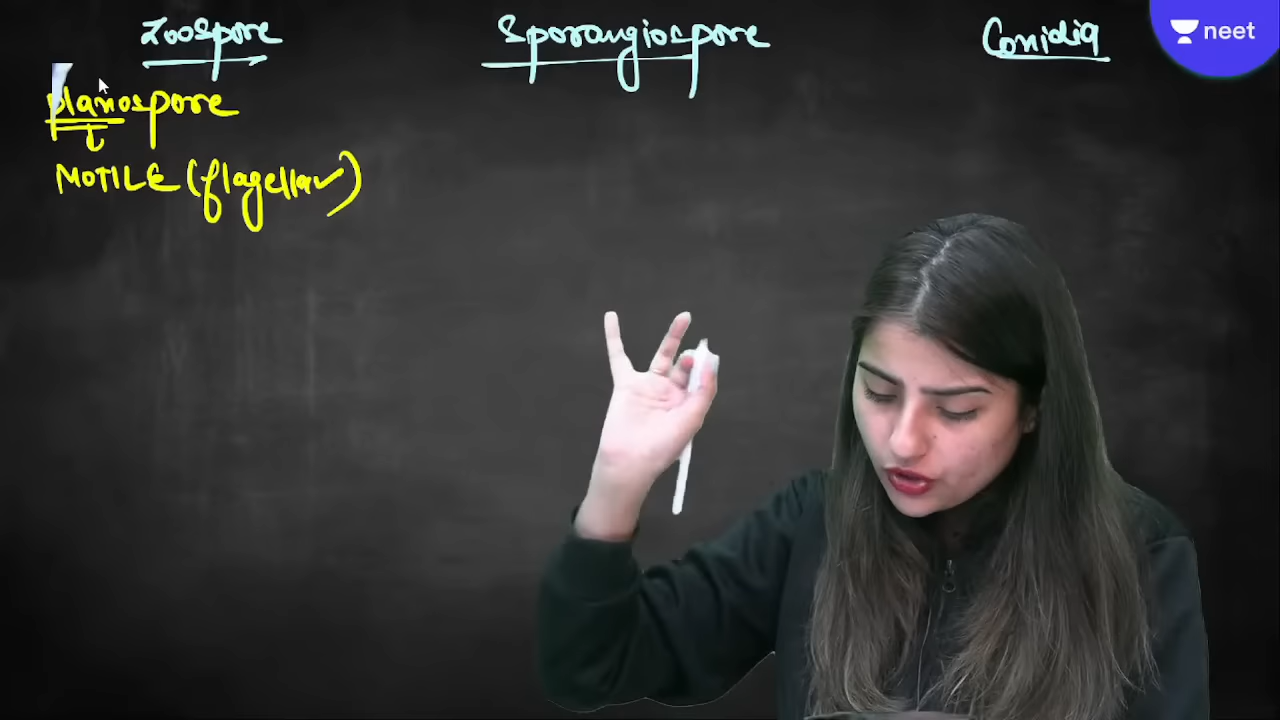 Zoospore
Sporangiospore
Conidia
neet
planospore
MOTILE (flagellar)